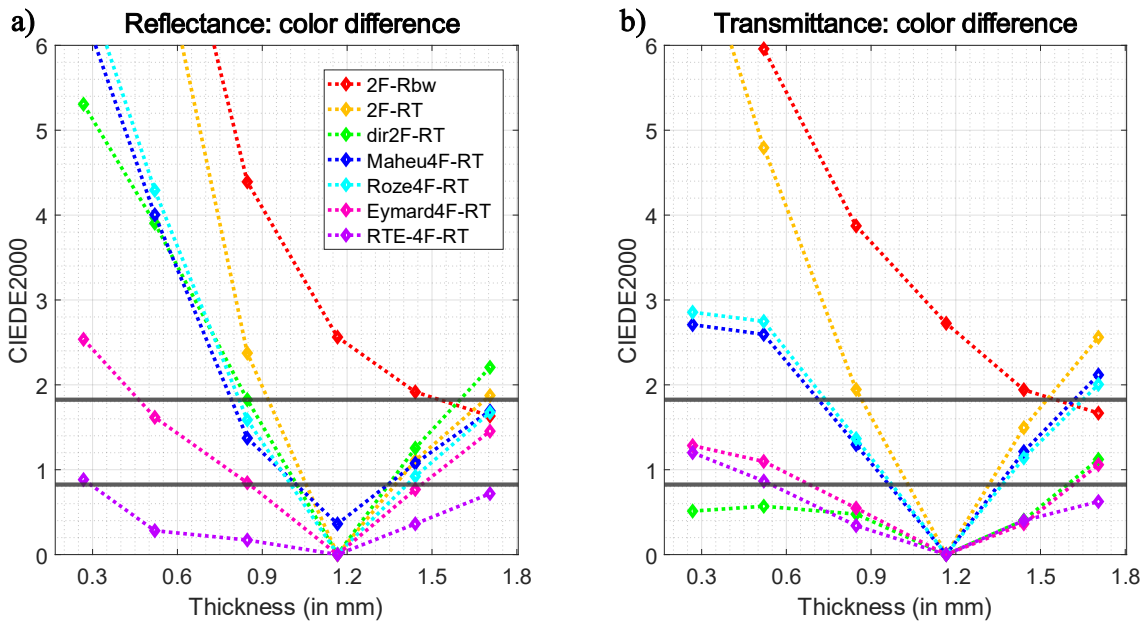 a) Reflectance: color difference
6
5
4
3
2
1
0
CIEDE2000
0.3 0.6 0.9 1.2 1.5 1.8
Thickness (in mm)
2F-Rbw
2F-RT
dir2F-RT
Maheu4F-RT
Roze4F-RT
Eymard4F-RT
RTE-4F-RT
b) Transmittance: color difference
6
5
4
3
2
1
0
CIEDE2000
0.3 0.6 0.9 1.2 1.5 1.8
Thickness (in mm)